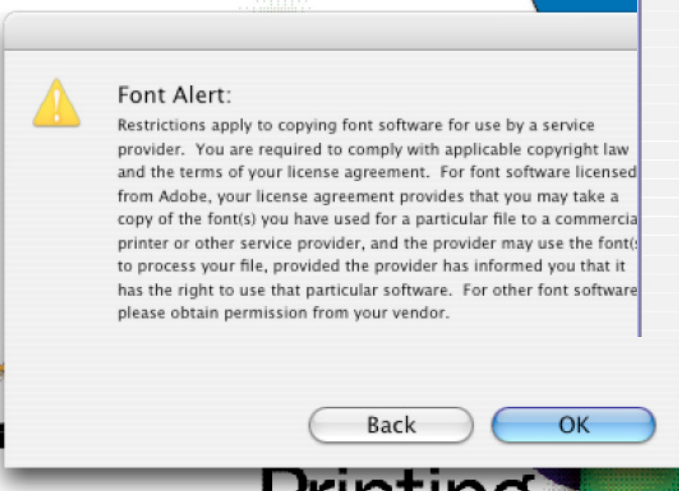 Font Alert:
Restrictions apply to copying font software for use by a service
provider.  You are required to comply with applicable copyright law
and the terms of your license agreement.  For font software licensed
from Adobe, your license agreement provides that you may take a
copy of the font(s) you have used for a particular file to a commercia
printer or other service provider, and the provider may use the font(s
to process your file, provided the provider has informed you that it
has the right to use that particular software.  For other font software
please obtain permission from your vendor.
Back OK
Printing